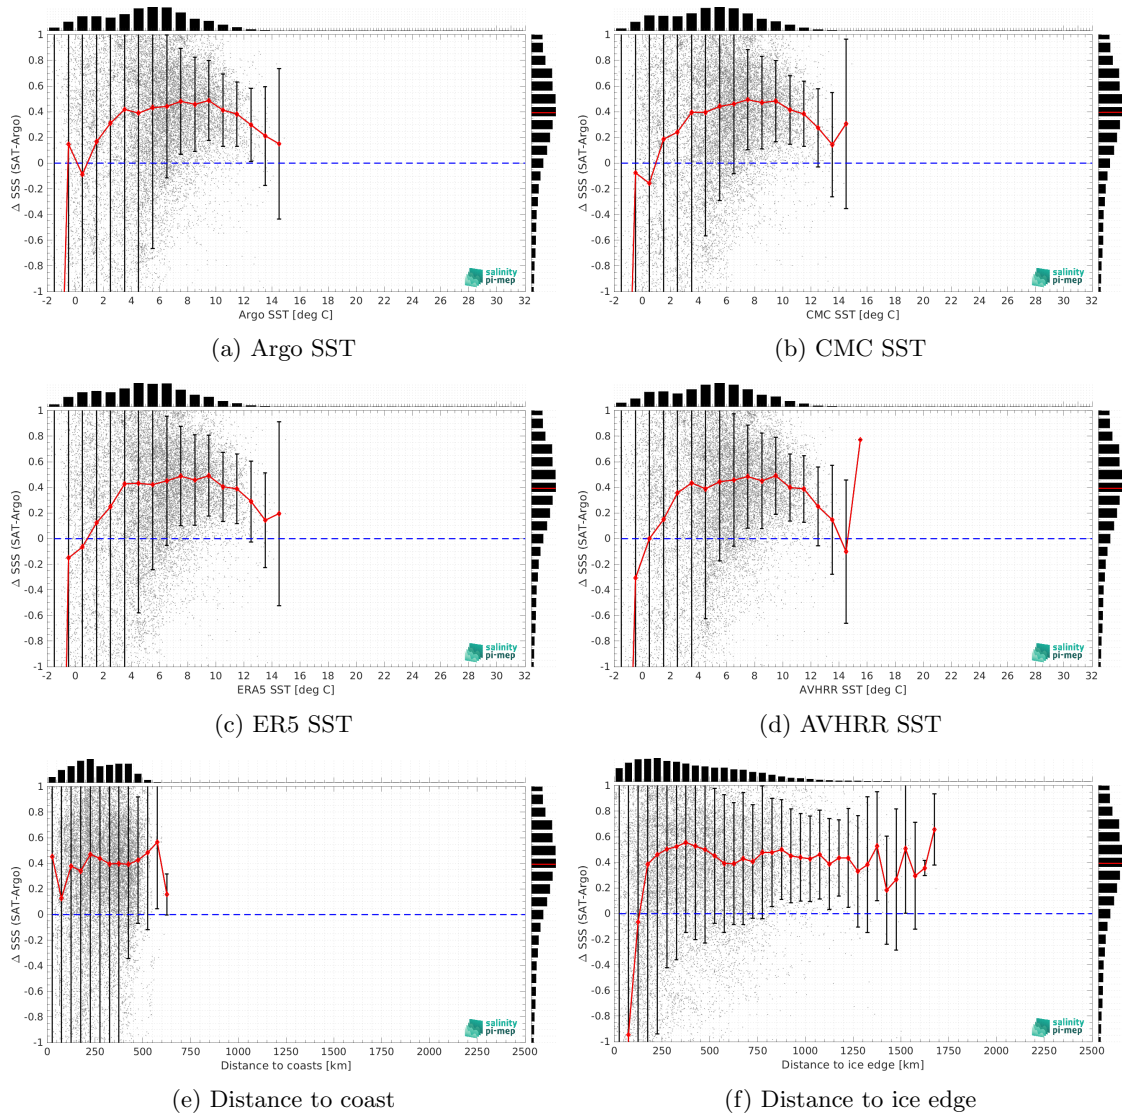 1
0.8
0.6
0.4
0.2
0
-0.2
-0.4
-0.6
-0.8
-1
Δ SSS (SAT-Argo)
salinity
pi-mep
-2 0 2 4 6 8 10 12 14 16 18 20 22 24 26 28 30 32
Argo SST [deg C]
(a) Argo SST
1
0.8
0.6
0.4
0.2
0
-0.2
-0.4
-0.6
-0.8
-1
Δ SSS (SAT-Argo)
salinity
pi-mep
-2 0 2 4 6 8 10 12 14 16 18 20 22 24 26 28 30 32
CMC SST [deg C]
(b) CMC SST
1
0.8
0.6
0.4
0.2
0
-0.2
-0.4
-0.6
-0.8
-1
Δ SSS (SAT-Argo)
salinity
pi-mep
-2 0 2 4 6 8 10 12 14 16 18 20 22 24 26 28 30 32
ERA5 SST [deg C]
(c) ER5 SST
1
0.8
0.6
0.4
0.2
0
-0.2
-0.4
-0.6
-0.8
-1
Δ SSS (SAT-Argo)
salinity
pi-mep
-2 0 2 4 6 8 10 12 14 16 18 20 22 24 26 28 30 32
AVHRR SST [deg C]
(d) AVHRR SST
1
0.8
0.6
0.4
0.2
0
-0.2
-0.4
-0.6
-0.8
-1
Δ SSS (SAT-Argo)
salinity
pi-mep
0 250 500 750 1000 1250 1500 1750 2000 2250 2500
Distance to coasts [km]
(e) Distance to coast
1
0.8
0.6
0.4
0.2
0
-0.2
-0.4
-0.6
-0.8
-1
Δ SSS (SAT-Argo)
salinity
pi-mep
0 250 500 750 1000 1250 1500 1750 2000 2250 2500
Distance to ice edge [km]
(f) Distance to ice edge